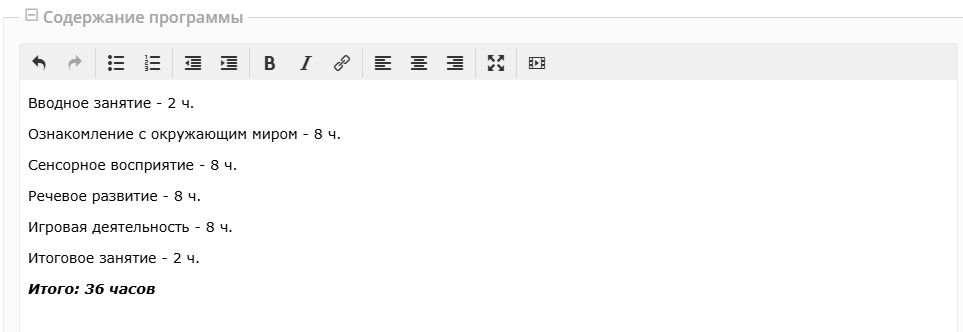 Содержание программы
Вводное занятие - 2 ч.
Ознакомление с окружающим миром - 8 ч.
Сенсорное восприятие - 8 ч.
Речевое развитие - 8 ч.
Игровая деятельность - 8 ч.
Итоговое занятие - 2 ч.
Итого: 36 часов